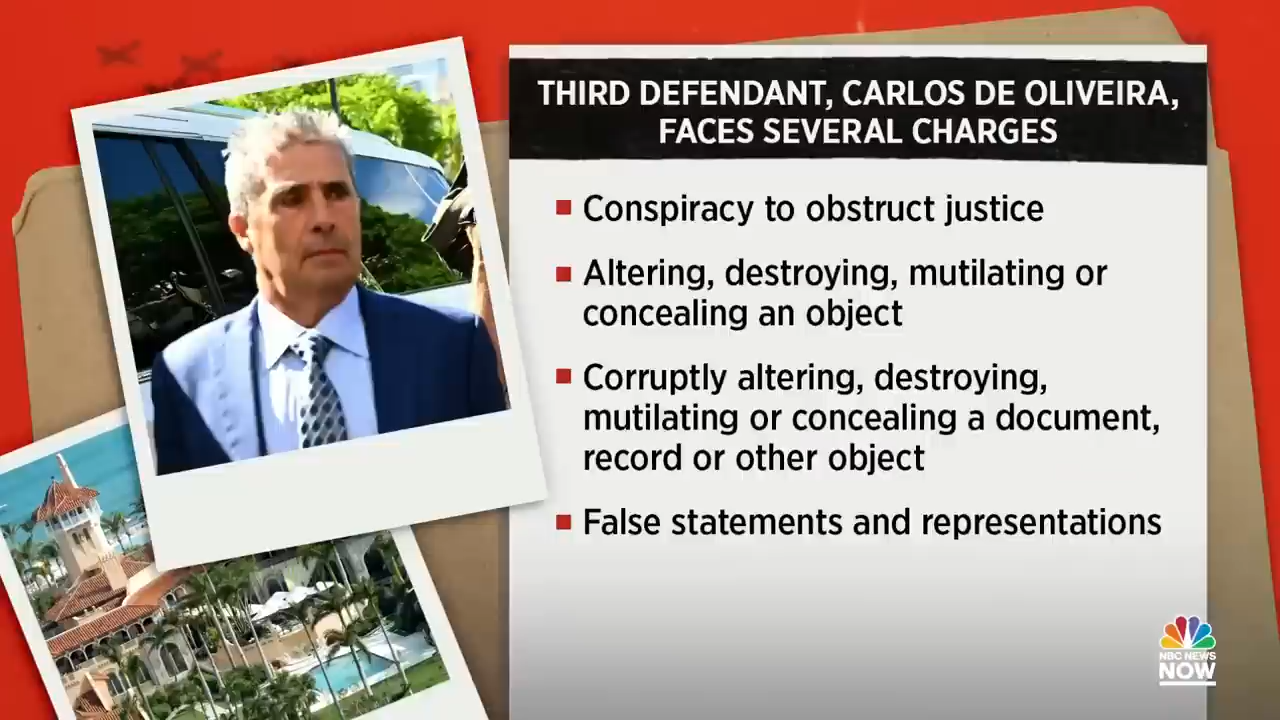 THIRD DEFENDANT, CARLOS DE OLIVEIRA,
FACES SEVERAL CHARGES
Conspiracy to obstruct justice
Altering, destroying, mutilating or
concealing an object
Corruptly altering, destroying,
mutilating or concealing a document,
record or other object
False statements and representations
NBC NEWS
NOW